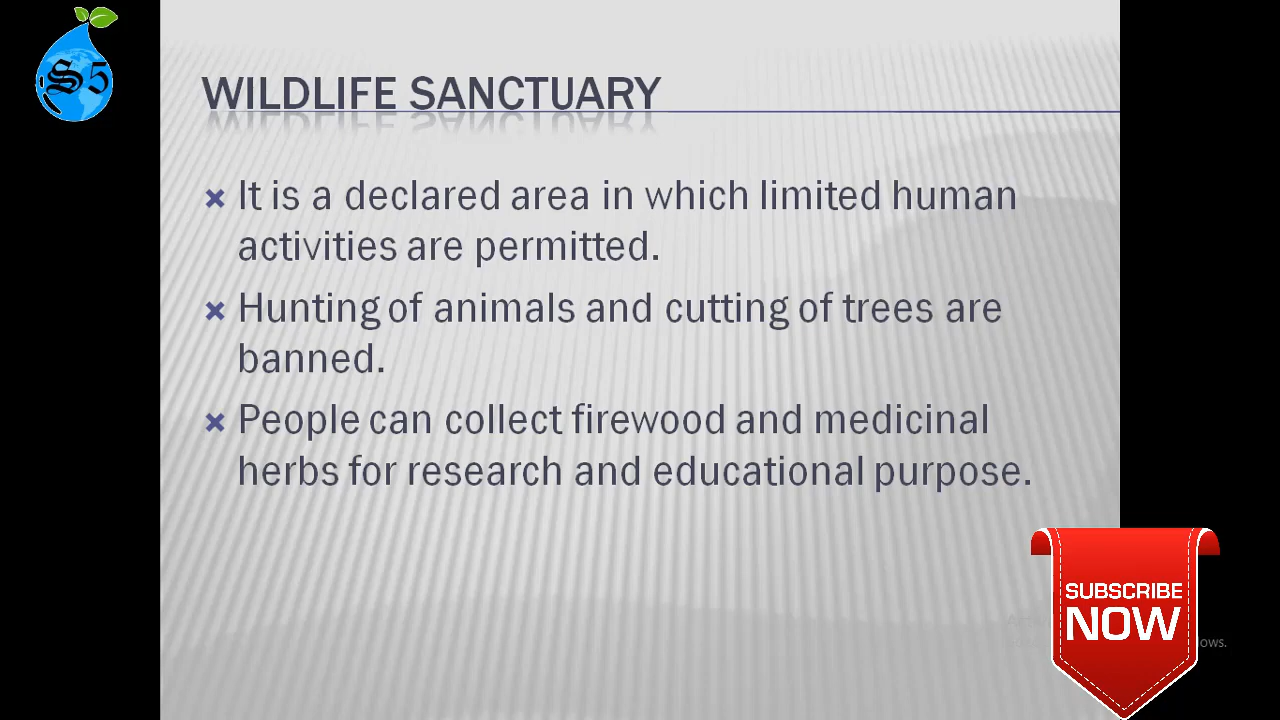 S5
WILDLIFE SANCTUARY
It is a declared area in which limited human
activities are permitted.
Hunting of animals and cutting of trees are
banned.
People can collect firewood and medicinal
herbs for research and educational purpose.
SUBSCRIBE
NOW